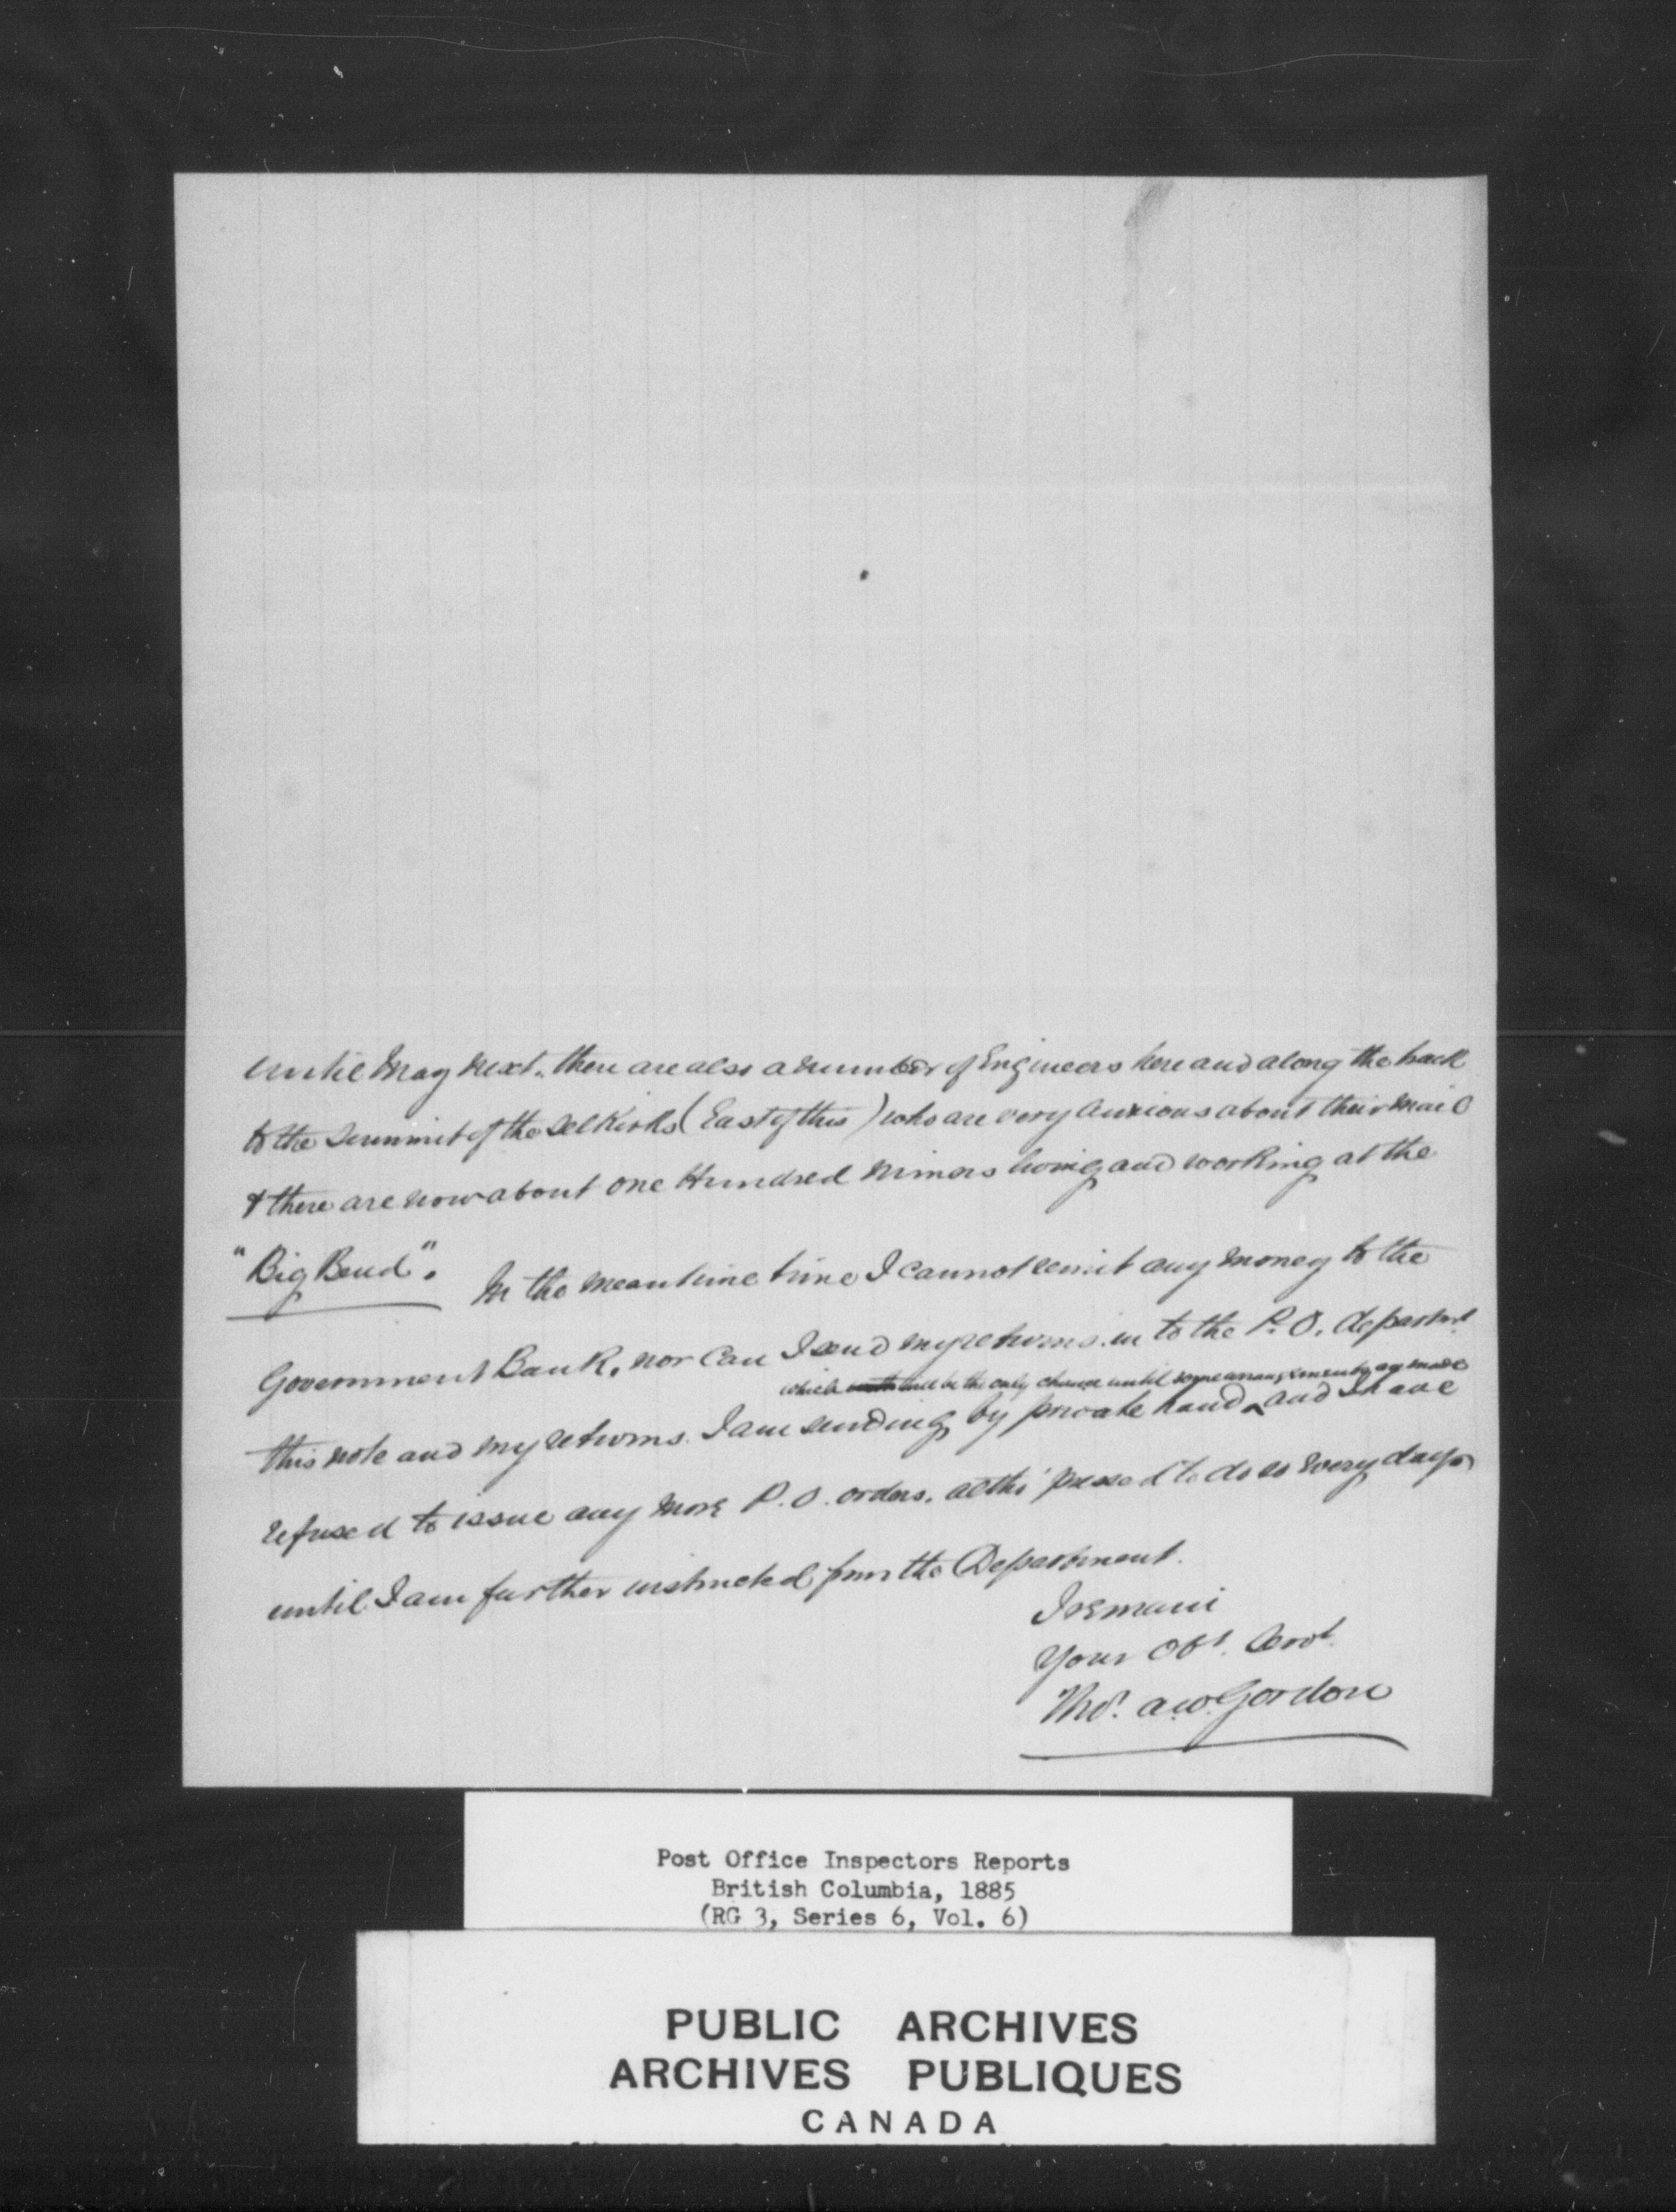 until May next. there are also a number of Engineers here and along the track
to the Summit of the Selkirks (East of this) who are very anxious about their mail
& there are now about one Hundred miners living and working at the
"Big Bend". In the meantime time I cannot remit any money to the
Government Bank, nor can I send my returns in to the P.O. departmt
which will be the only chance until some arrangements are made
this note and my returns I am sending by private hand ^ and I have
refused to issue any more P.O. orders, altho' pressed to do so every day
until I am further instructed from the Department.
I remain
Your Obt. Servt.
Thos. A.W. Gordon
Post Office Inspectors Reports
British Columbia, 1885
(RG 3, Series 6, Vol. 6)
PUBLIC ARCHIVES
ARCHIVES PUBLIQUES
CANADA